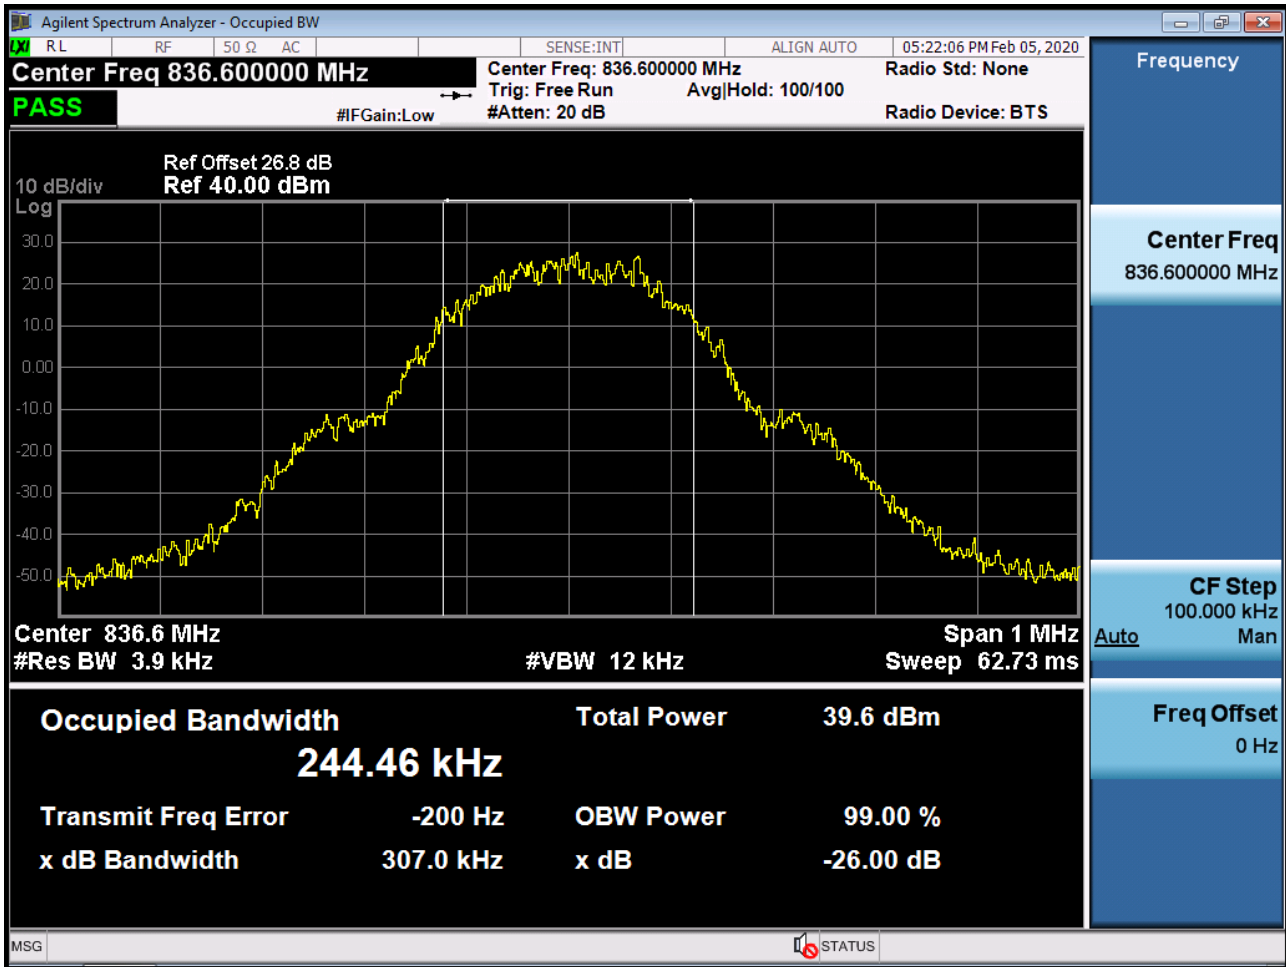 Agilent Spectrum Analyzer - Occupied BW
LXI RL RF 50 Ω AC SENSE:INT ALIGN AUTO 05:22:06 PM Feb 05, 2020
Center Freq 836.600000 MHz
PASS
#IFGain:Low
Center Freq: 836.600000 MHz
Trig: Free Run Avg|Hold: 100/100
#Atten: 20 dB
Radio Std: None
Radio Device: BTS
Ref Offset 26.8 dB
10 dB/div Ref 40.00 dBm
Log
30.0
20.0
10.0
0.00
-10.0
-20.0
-30.0
-40.0
-50.0
Center 836.6 MHz Span 1 MHz
#Res BW 3.9 kHz #VBW 12 kHz Sweep 62.73 ms
Occupied Bandwidth Total Power 39.6 dBm
244.46 kHz
Transmit Freq Error -200 Hz OBW Power 99.00 %
x dB Bandwidth 307.0 kHz x dB -26.00 dB
Frequency
Center Freq
836.600000 MHz
CF Step
100.000 kHz
Auto Man
Freq Offset
0 Hz
MSG STATUS